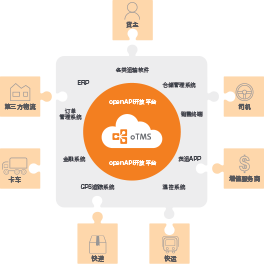 货主
各类运输软件
ERP
仓储管理系统
第三方物流
openAPI开放平台
司机
订单
管理系统
销售终端
oTMS
金融系统
货运APP
openAPI开放平台
卡车
增值服务商
GPS追踪系统
温控系统
快递
快运